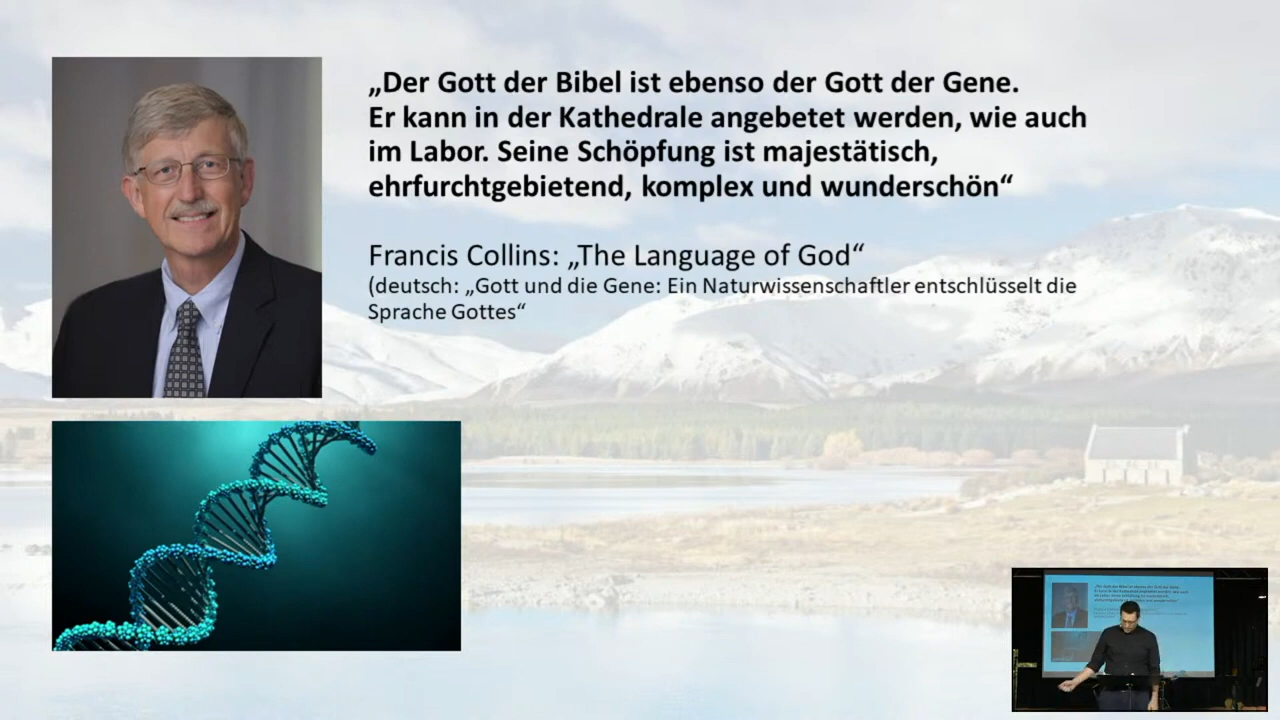 „Der Gott der Bibel ist ebenso der Gott der Gene.
Er kann in der Kathedrale angebetet werden, wie auch
im Labor. Seine Schöpfung ist majestätisch,
ehrfurchtgebietend, komplex und wunderschön“
Francis Collins: „The Language of God“
(deutsch: „Gott und die Gene: Ein Naturwissenschaftler entschlüsselt die
Sprache Gottes“